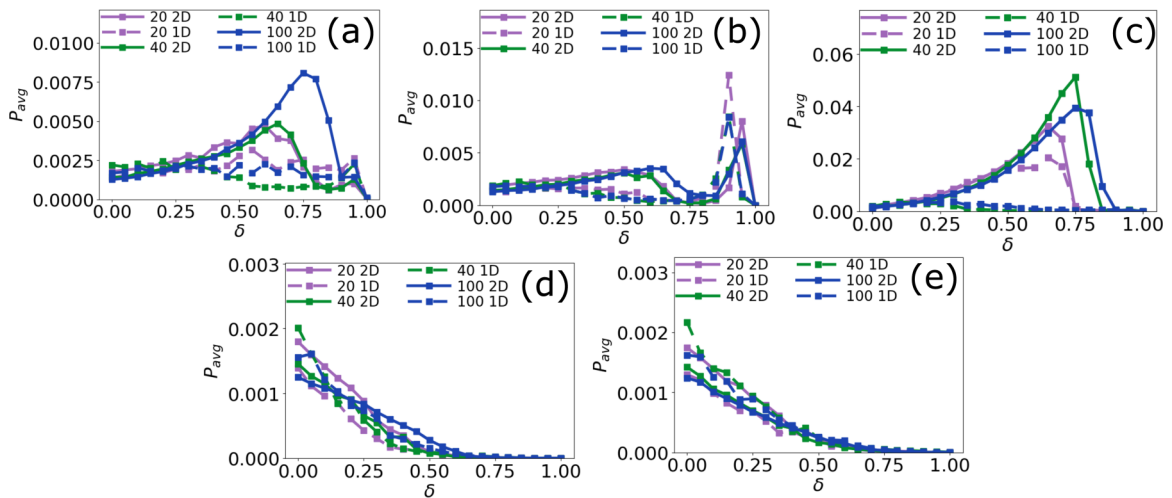 20 2D 40 1D (a)
20 1D 100 2D
40 2D 100 1D
0.0100
0.0075
0.0050
0.0025
0.0000
P_avg
0.00 0.25 0.50 0.75 1.00
δ
20 2D 40 1D (b)
20 1D 100 2D
40 2D 100 1D
0.015
0.010
0.005
0.000
P_avg
0.00 0.25 0.50 0.75 1.00
δ
20 2D 40 1D (c)
20 1D 100 2D
40 2D 100 1D
0.06
0.04
0.02
0.00
P_avg
0.00 0.25 0.50 0.75 1.00
δ
20 2D 40 1D (d)
20 1D 100 2D
40 2D 100 1D
0.003
0.002
0.001
0.000
P_avg
0.00 0.25 0.50 0.75 1.00
δ
20 2D 40 1D (e)
20 1D 100 2D
40 2D 100 1D
0.003
0.002
0.001
0.000
P_avg
0.00 0.25 0.50 0.75 1.00
δ